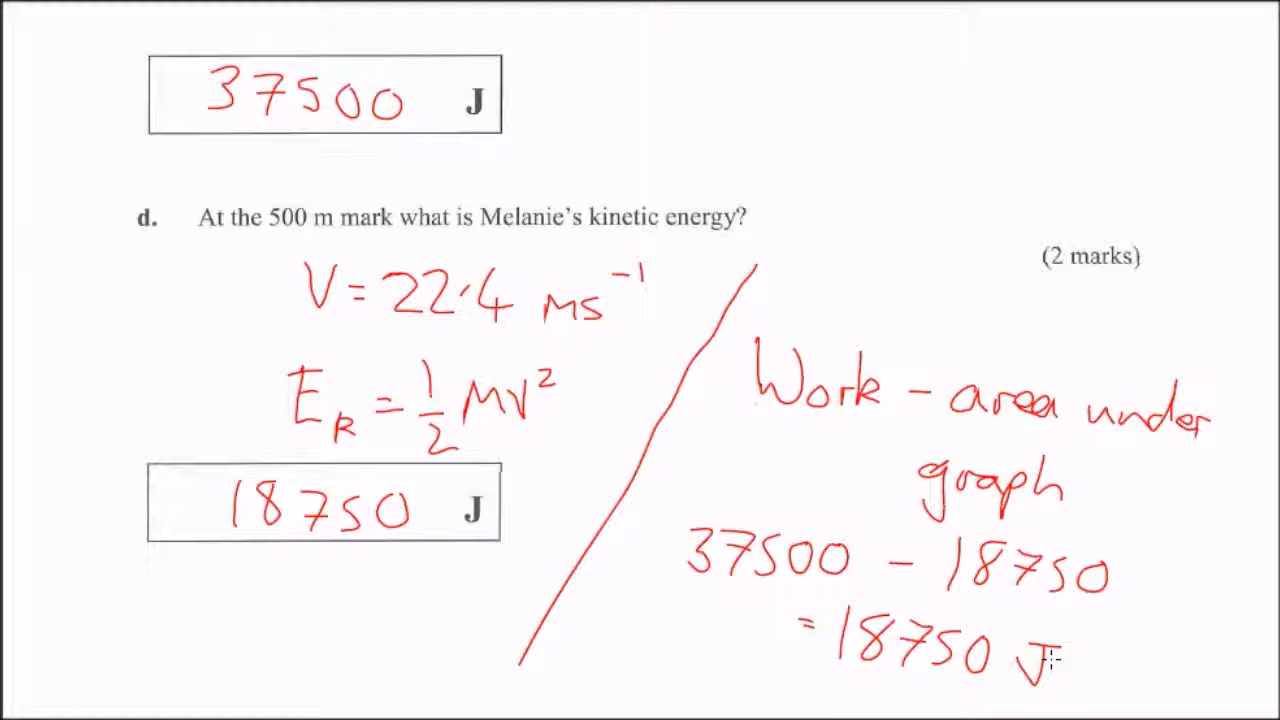 37500 J
d. At the 500 m mark what is Melanie's kinetic energy?
(2 marks)
V = 22.4 ms⁻¹
E_K = 1/2 MV²
18750 J
Work - area under
graph
37500 - 18750
= 18750 J